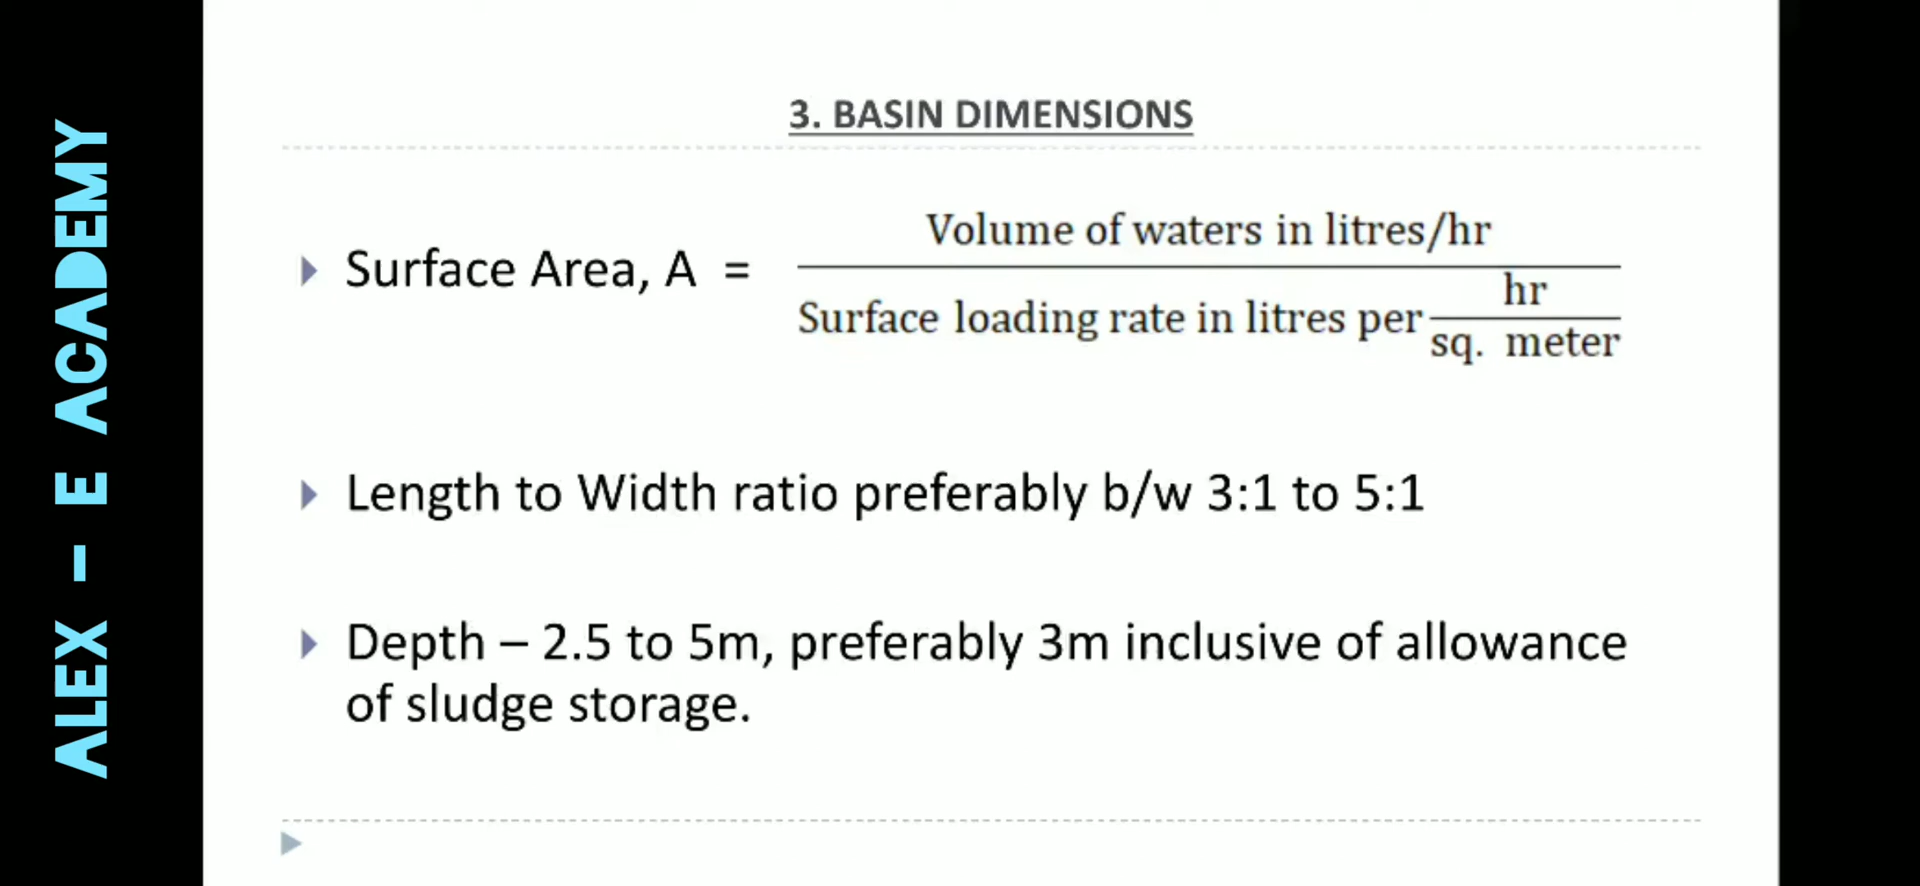 ALEX - E ACADEMY
3. BASIN DIMENSIONS
Surface Area, A =
Volume of waters in litres/hr
Surface loading rate in litres per
hr
sq. meter
Length to Width ratio preferably b/w 3:1 to 5:1
Depth – 2.5 to 5m, preferably 3m inclusive of allowance
of sludge storage.